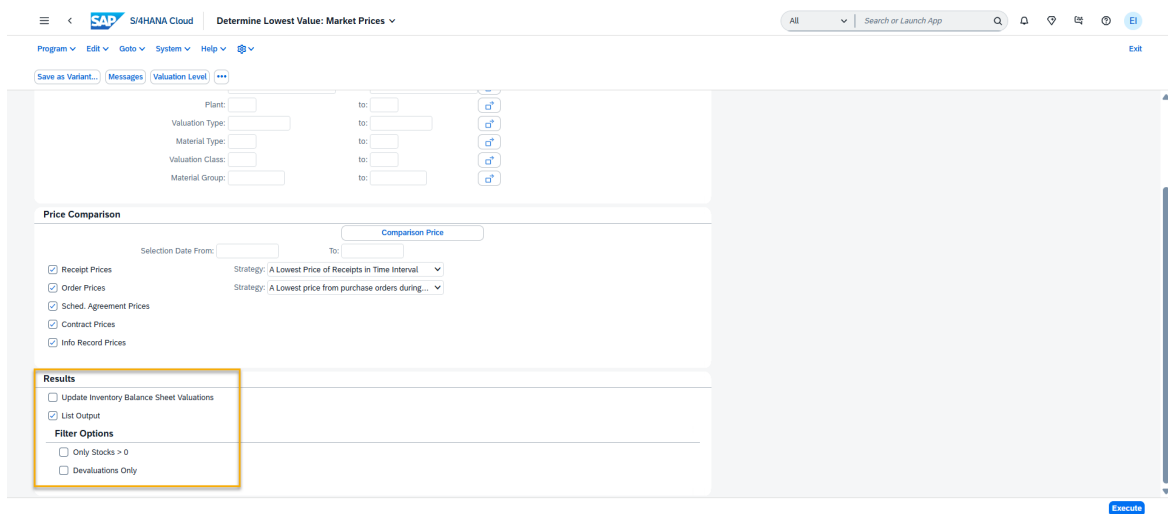 SAP S/4HANA Cloud Determine Lowest Value: Market Prices All Search or Launch App EI
Program Edit Goto System Help Exit
Save as Variant... Messages Valuation Level
Plant: to:
Valuation Type: to:
Material Type: to:
Valuation Class: to:
Material Group: to:
Price Comparison
Comparison Price
Selection Date From: To:
Receipt Prices Strategy: A Lowest Price of Receipts in Time Interval
Order Prices Strategy: A Lowest price from purchase orders during...
Sched. Agreement Prices
Contract Prices
Info Record Prices
Results
Update Inventory Balance Sheet Valuations
List Output
Filter Options
Only Stocks > 0
Devaluations Only
Execute